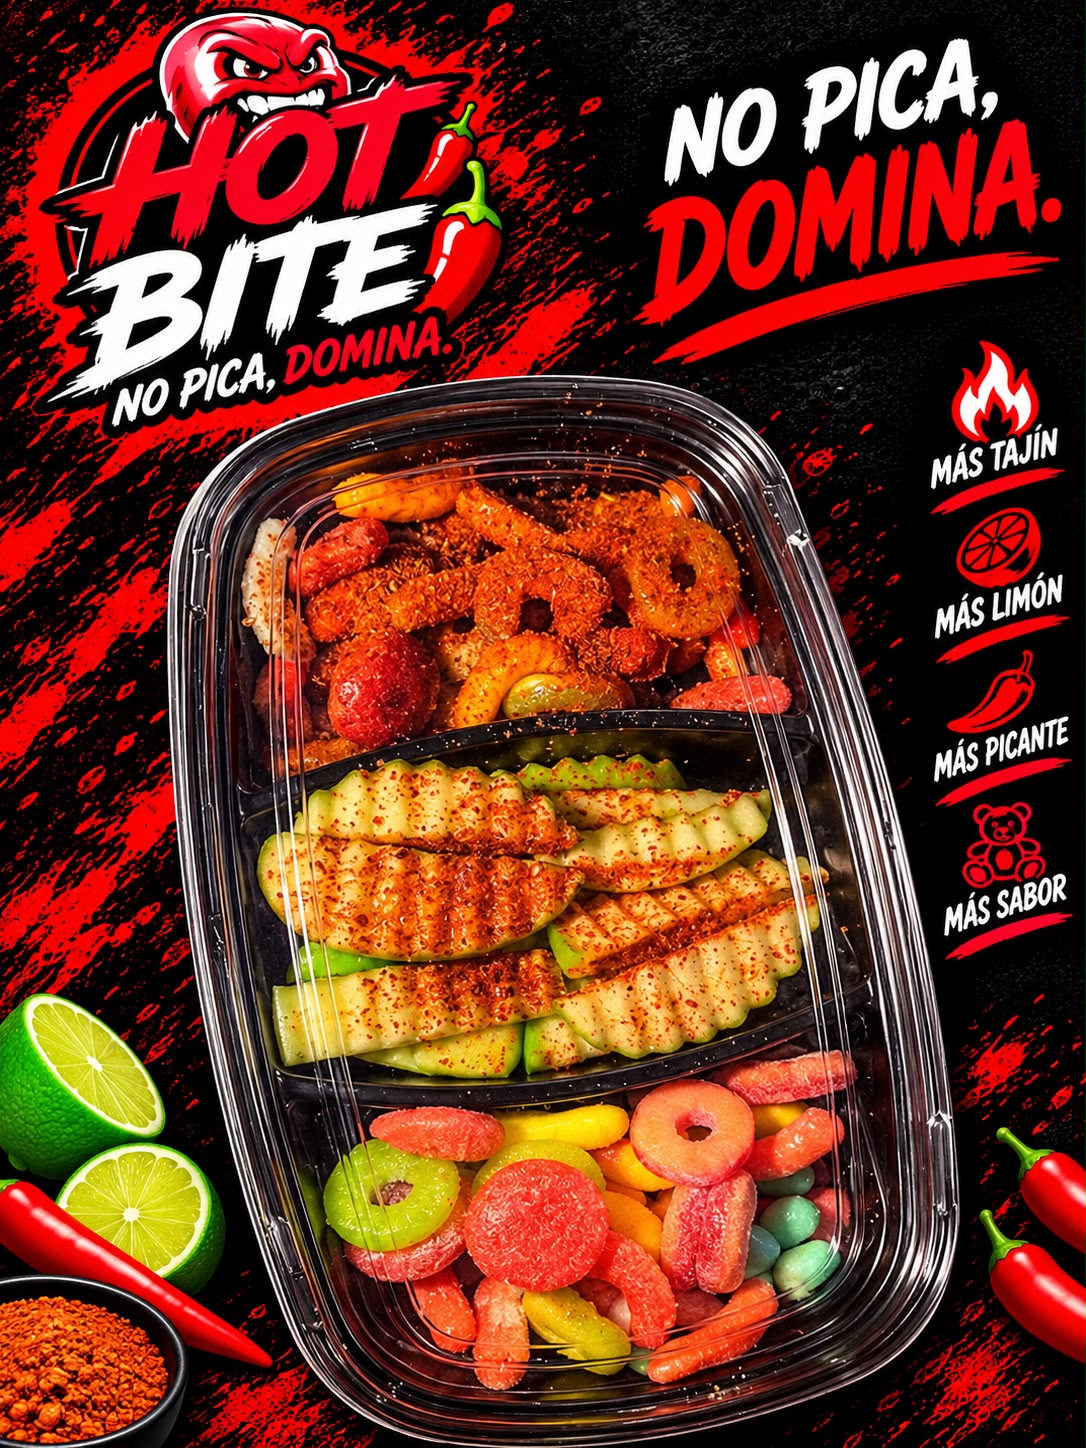 HOT
BITE
NO PICA, DOMINA.
NO PICA,
DOMINA.
MÁS TAJÍN
MÁS LIMÓN
MÁS PICANTE
MÁS SABOR